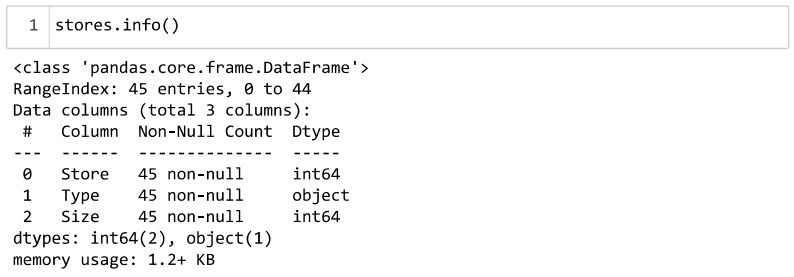 1 stores.info()
<class 'pandas.core.frame.DataFrame'>
RangeIndex: 45 entries, 0 to 44
Data columns (total 3 columns):
 #   Column  Non-Null Count  Dtype
---  ------  --------------  -----
 0   Store   45 non-null     int64
 1   Type    45 non-null     object
 2   Size    45 non-null     int64
dtypes: int64(2), object(1)
memory usage: 1.2+ KB